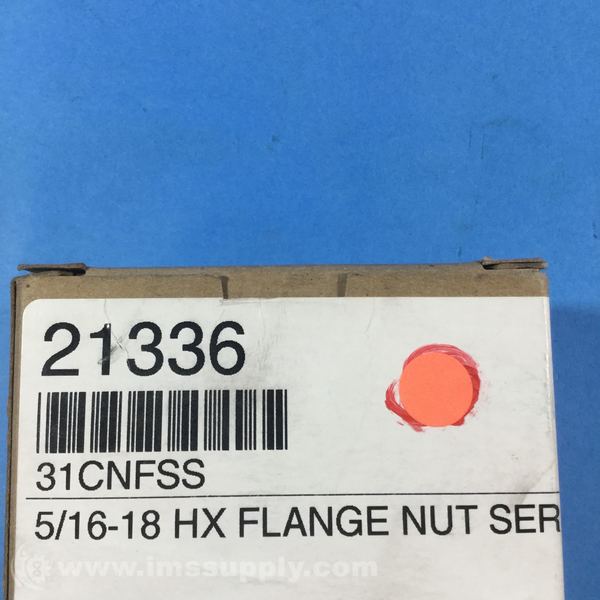 21336
31CNFSS
5/16-18 HX FLANGE NUT SER
www.imssupply.com